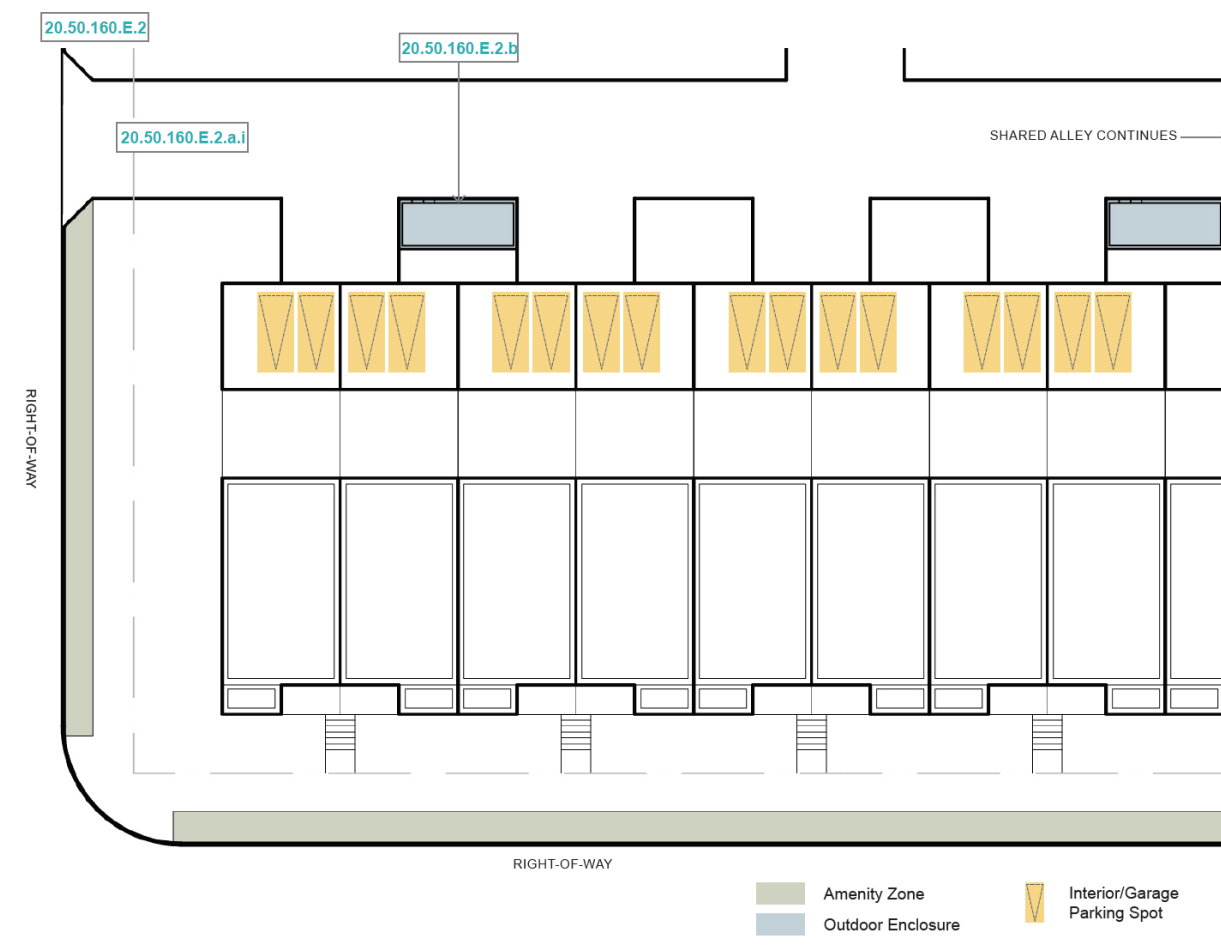 20.50.160.E.2
20.50.160.E.2.b
20.50.160.E.2.a.i
SHARED ALLEY CONTINUES
RIGHT-OF-WAY
RIGHT-OF-WAY
Amenity Zone
Outdoor Enclosure
Interior/Garage
Parking Spot